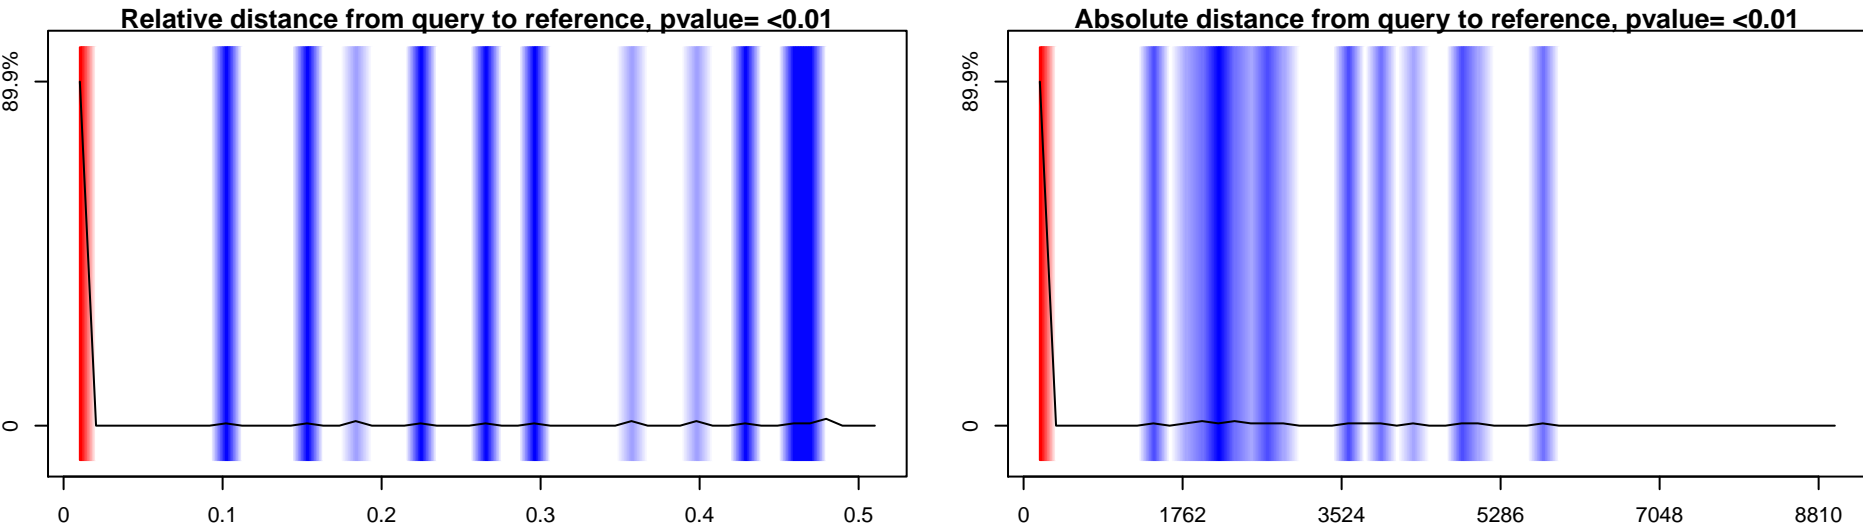 Relative distance from query to reference, pvalue= <0.01
89.9%
0
0 0.1 0.2 0.3 0.4 0.5
Absolute distance from query to reference, pvalue= <0.01
89.9%
0
0 1762 3524 5286 7048 8810